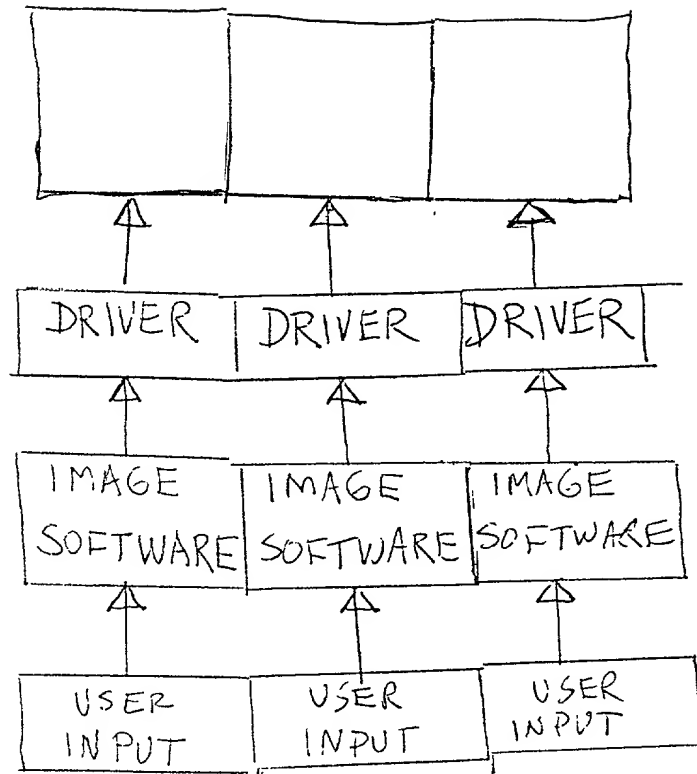 DRIVER DRIVER DRIVER
IMAGE IMAGE IMAGE
SOFTWARE SOFTWARE SOFTWARE
USER USER USER
INPUT INPUT INPUT